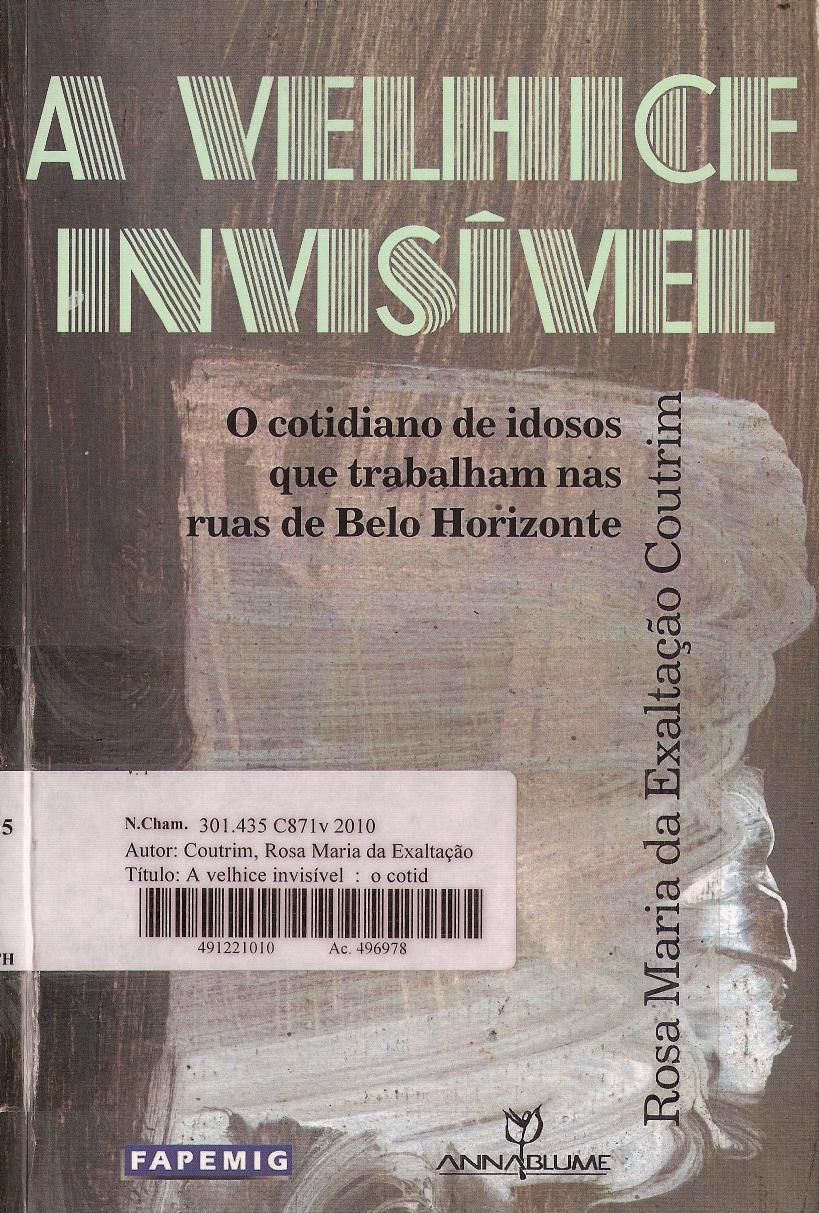 A VELHICE
INVISÎVEL
O cotidiano de idosos
que trabalham nas
ruas de Belo Horizonte
Rosa Maria da Exaltação Coutrim
5
N.Cham. 301.435 C871v 2010
Autor: Coutrim, Rosa Maria da Exaltação
Título: A velhice invisível : o cotid
491221010 Ac. 496978
FAPEMIG
ANNABLUME